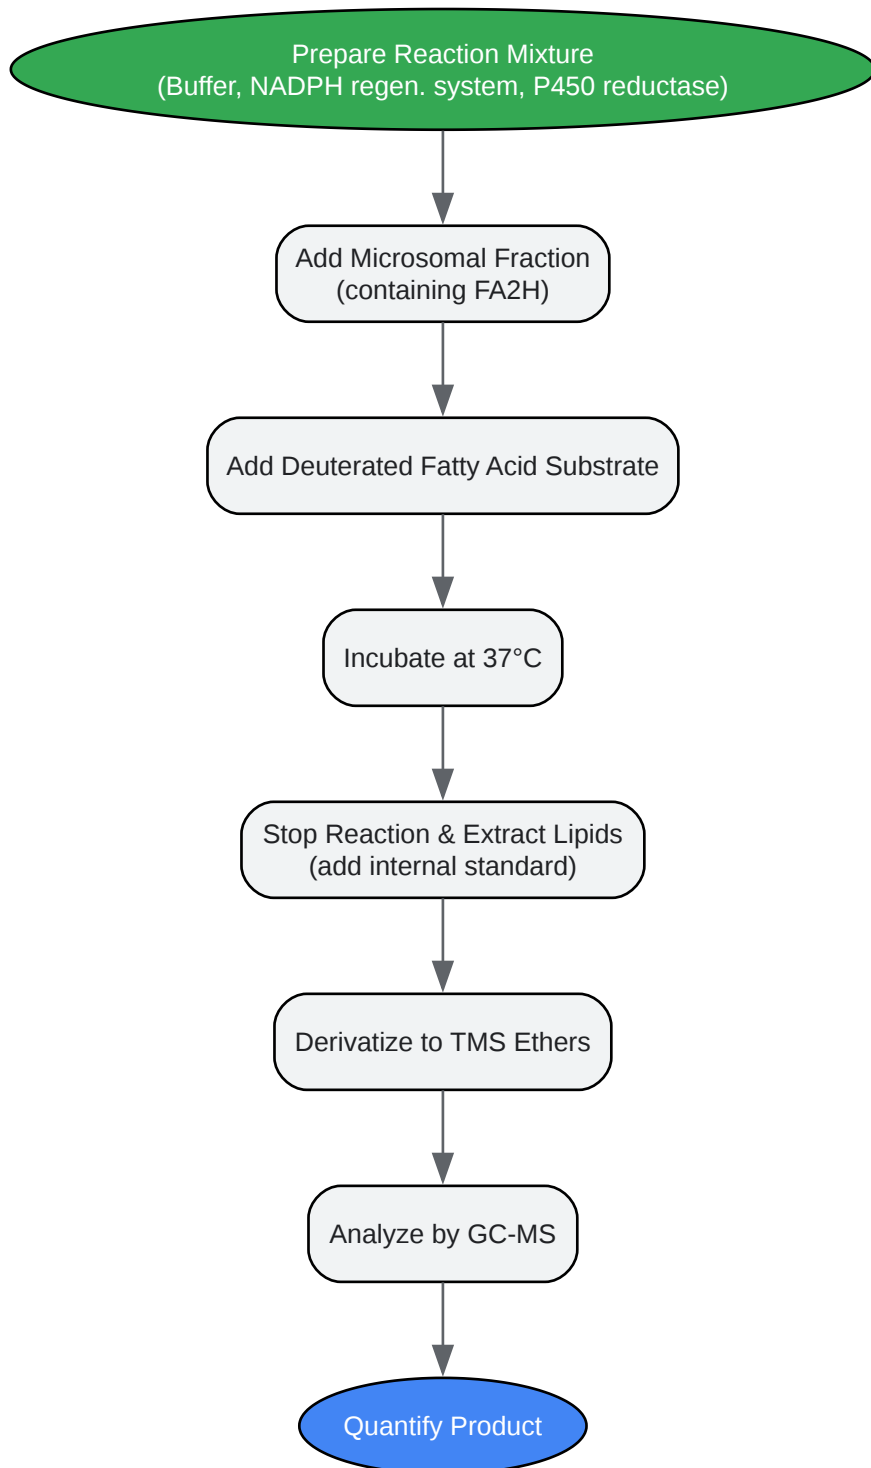 Prepare Reaction Mixture
(Buffer, NADPH regen. system, P450 reductase)
Add Microsomal Fraction
(containing FA2H)
Add Deuterated Fatty Acid Substrate
Incubate at 37°C
Stop Reaction & Extract Lipids
(add internal standard)
Derivatize to TMS Ethers
Analyze by GC-MS
Quantify Product